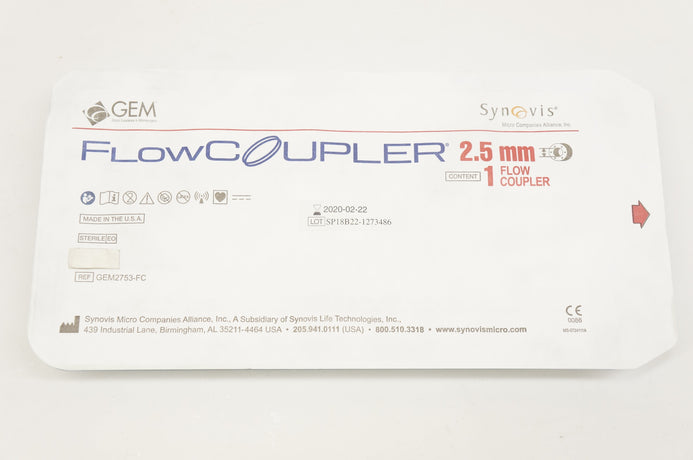 GEM
Synovis®
Micro Companies Alliance, Inc.
FLOWCOUPLER® 2.5 mm
CONTENT 1 FLOW COUPLER
MADE IN THE U.S.A.
2020-02-22
LOT SP18B22-1273486
STERILE EO
REF GEM2753-FC
Synovis Micro Companies Alliance, Inc., A Subsidiary of Synovis Life Technologies, Inc.,
439 Industrial Lane, Birmingham, AL 35211-4464 USA • 205.941.0111 (USA) • 800.510.3318 • www.synovismicro.com
CE
0086